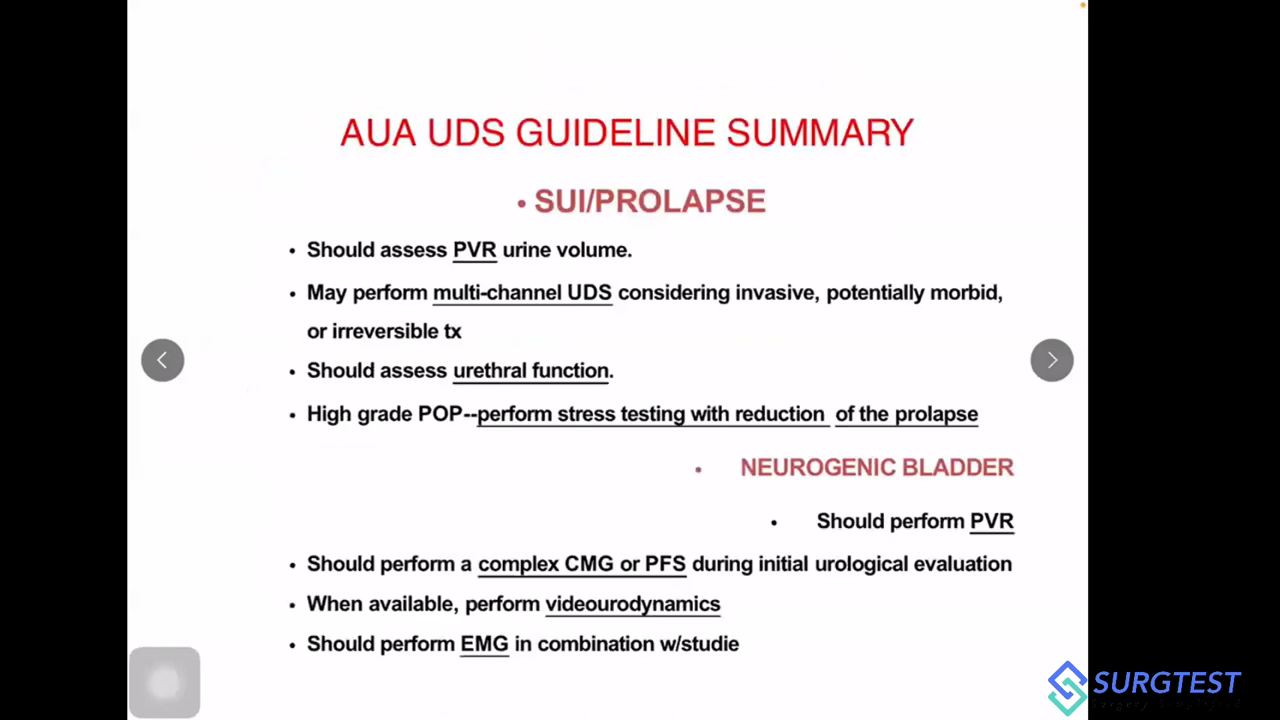 AUA UDS GUIDELINE SUMMARY
• SUI/PROLAPSE
• Should assess PVR urine volume.
• May perform multi-channel UDS considering invasive, potentially morbid,
or irreversible tx
• Should assess urethral function.
• High grade POP--perform stress testing with reduction of the prolapse
• NEUROGENIC BLADDER
• Should perform PVR
• Should perform a complex CMG or PFS during initial urological evaluation
• When available, perform videourodynamics
• Should perform EMG in combination w/studie
SURGTEST